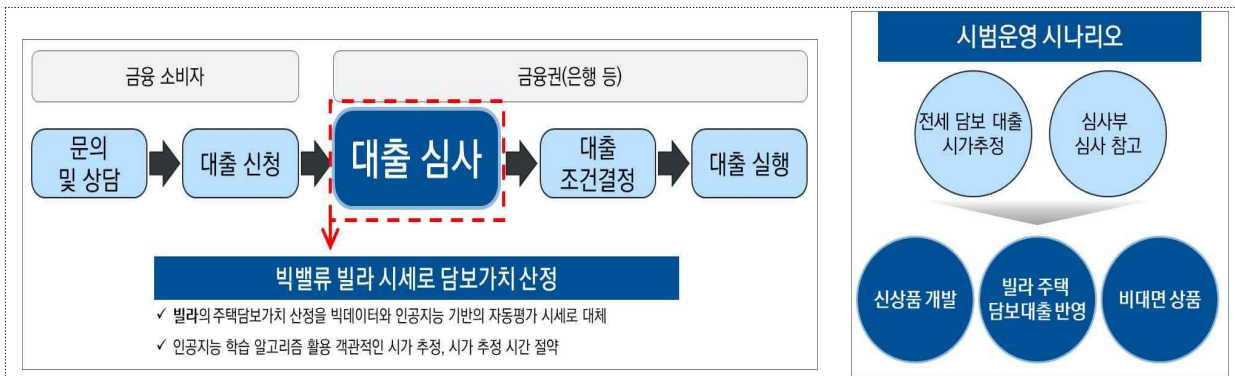 금융 소비자
금융권(은행 등)
문의
및 상담
대출 신청
대출 심사
대출
조건결정
대출 실행
빅밸류 빌라 시세로 담보가치 산정
✓ 빌라의 주택담보가치 산정을 빅데이터와 인공지능 기반의 자동평가 시세로 대체
✓ 인공지능 학습 알고리즘 활용 객관적인 시가 추정, 시가 추정 시간 절약
시범운영 시나리오
전세 담보 대출
시가추정
심사부
심사 참고
신상품 개발
빌라 주택
담보대출 반영
비대면 상품